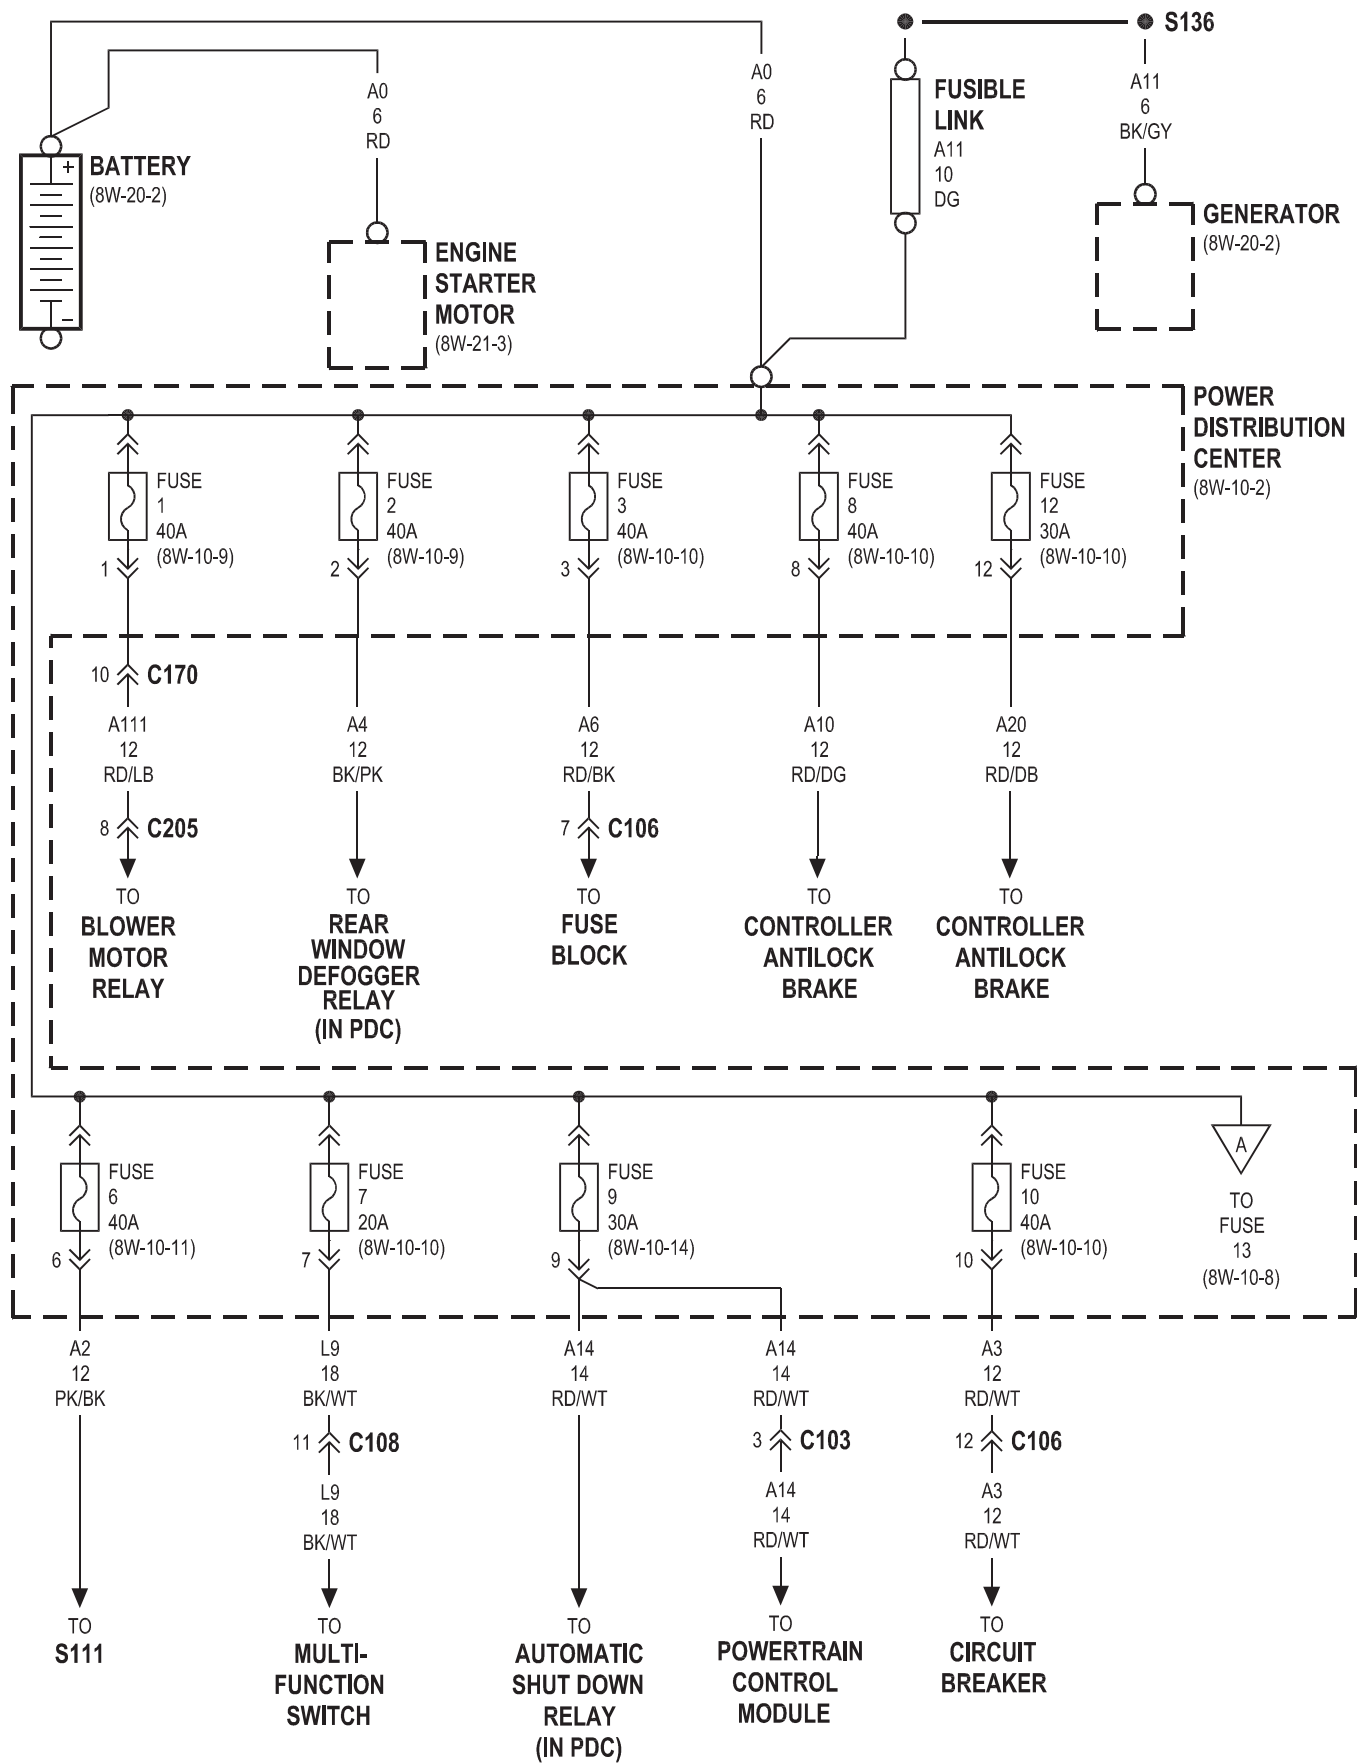 S136
A0
6
RD
A0
6
RD
FUSIBLE
LINK
A11
10
DG
A11
6
BK/GY
+
BATTERY
(8W-20-2)
–
ENGINE
STARTER
MOTOR
(8W-21-3)
GENERATOR
(8W-20-2)
POWER
DISTRIBUTION
CENTER
(8W-10-2)
FUSE
1
40A
(8W-10-9)
1
FUSE
2
40A
(8W-10-9)
2
FUSE
3
40A
(8W-10-10)
3
FUSE
8
40A
(8W-10-10)
8
FUSE
12
30A
(8W-10-10)
12
10 C170
A111
12
RD/LB
8 C205
TO
BLOWER
MOTOR
RELAY
A4
12
BK/PK
TO
REAR
WINDOW
DEFOGGER
RELAY
(IN PDC)
A6
12
RD/BK
7 C106
TO
FUSE
BLOCK
A10
12
RD/DG
TO
CONTROLLER
ANTILOCK
BRAKE
A20
12
RD/DB
TO
CONTROLLER
ANTILOCK
BRAKE
FUSE
6
40A
(8W-10-11)
6
FUSE
7
20A
(8W-10-10)
7
FUSE
9
30A
(8W-10-14)
9
FUSE
10
40A
(8W-10-10)
10
A
TO
FUSE
13
(8W-10-8)
A2
12
PK/BK
TO
S111
L9
18
BK/WT
11 C108
L9
18
BK/WT
TO
MULTI-
FUNCTION
SWITCH
A14
14
RD/WT
TO
AUTOMATIC
SHUT DOWN
RELAY
(IN PDC)
A14
14
RD/WT
3 C103
A14
14
RD/WT
TO
POWERTRAIN
CONTROL
MODULE
A3
12
RD/WT
12 C106
A3
12
RD/WT
TO
CIRCUIT
BREAKER